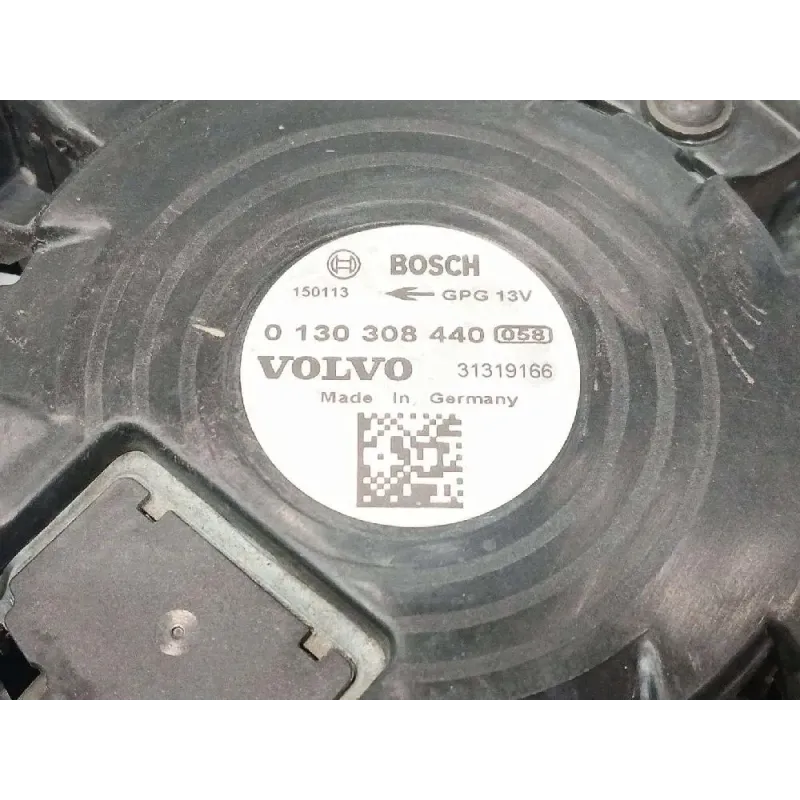 BOSCH
150113 ← GPG 13V
0 130 308 440 058
VOLVO 31319166
Made In Germany